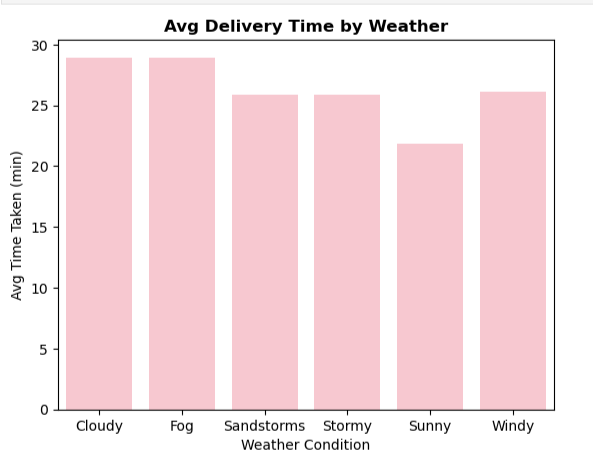 Avg Delivery Time by Weather
30
25
20
15
10
5
0
Avg Time Taken (min)
Cloudy Fog Sandstorms Stormy Sunny Windy
Weather Condition